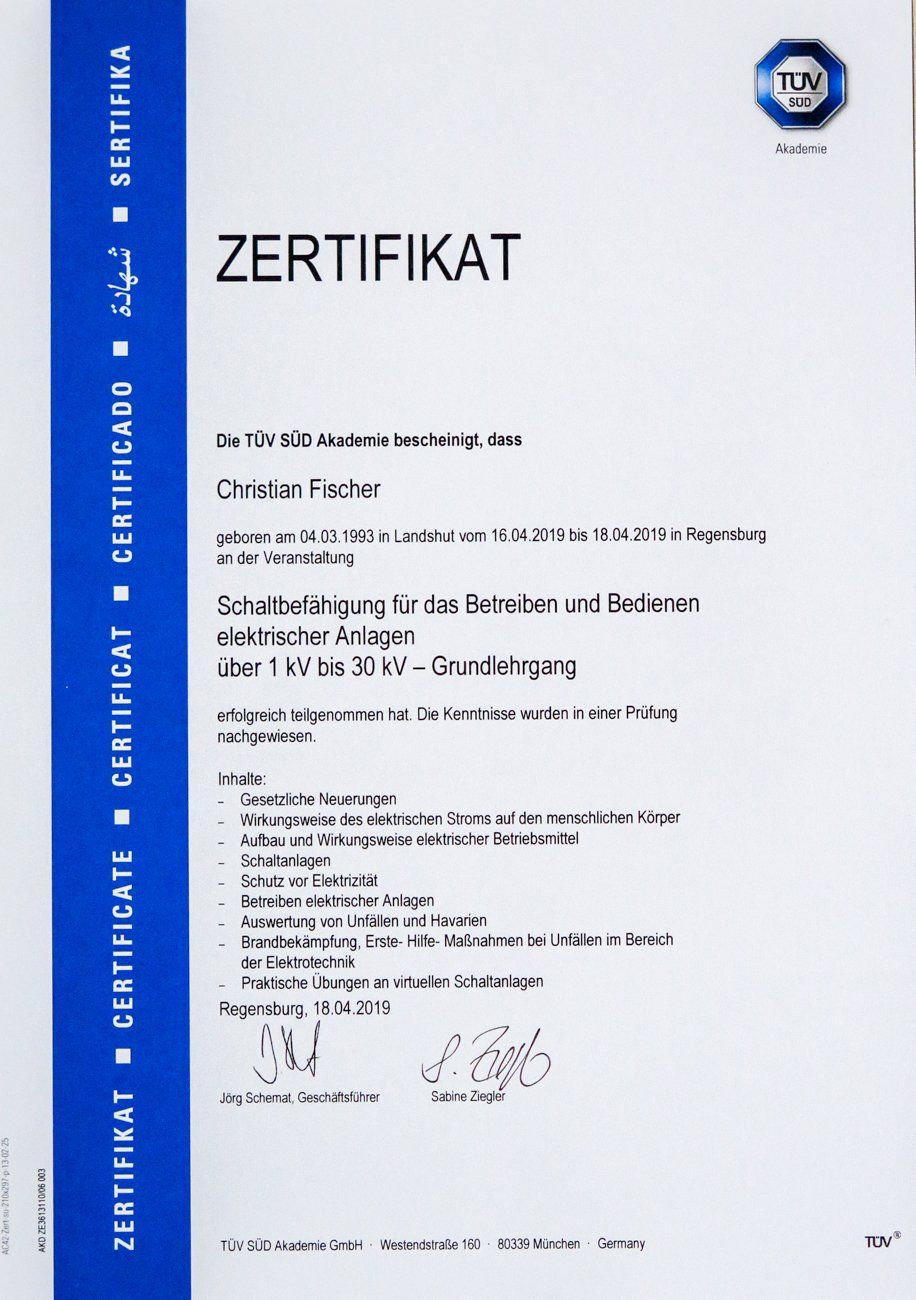 TÜV
SÜD
Akademie
ZERTIFIKAT ■ CERTIFICATE ■ CERTIFICAT ■ CERTIFICADO ■ شهادة ■ SERTIFIKA
ZERTIFIKAT
Die TÜV SÜD Akademie bescheinigt, dass
Christian Fischer
geboren am 04.03.1993 in Landshut vom 16.04.2019 bis 18.04.2019 in Regensburg
an der Veranstaltung
Schaltbefähigung für das Betreiben und Bedienen
elektrischer Anlagen
über 1 kV bis 30 kV – Grundlehrgang
erfolgreich teilgenommen hat. Die Kenntnisse wurden in einer Prüfung
nachgewiesen.
Inhalte:
– Gesetzliche Neuerungen
– Wirkungsweise des elektrischen Stroms auf den menschlichen Körper
– Aufbau und Wirkungsweise elektrischer Betriebsmittel
– Schaltanlagen
– Schutz vor Elektrizität
– Betreiben elektrischer Anlagen
– Auswertung von Unfällen und Havarien
– Brandbekämpfung, Erste- Hilfe- Maßnahmen bei Unfällen im Bereich
der Elektrotechnik
– Praktische Übungen an virtuellen Schaltanlagen
Regensburg, 18.04.2019
S. Ziegler
Jörg Schemat, Geschäftsführer
Sabine Ziegler
AKD ZE3613110/06 003
TÜV SÜD Akademie GmbH · Westendstraße 160 · 80339 München · Germany
TÜV®